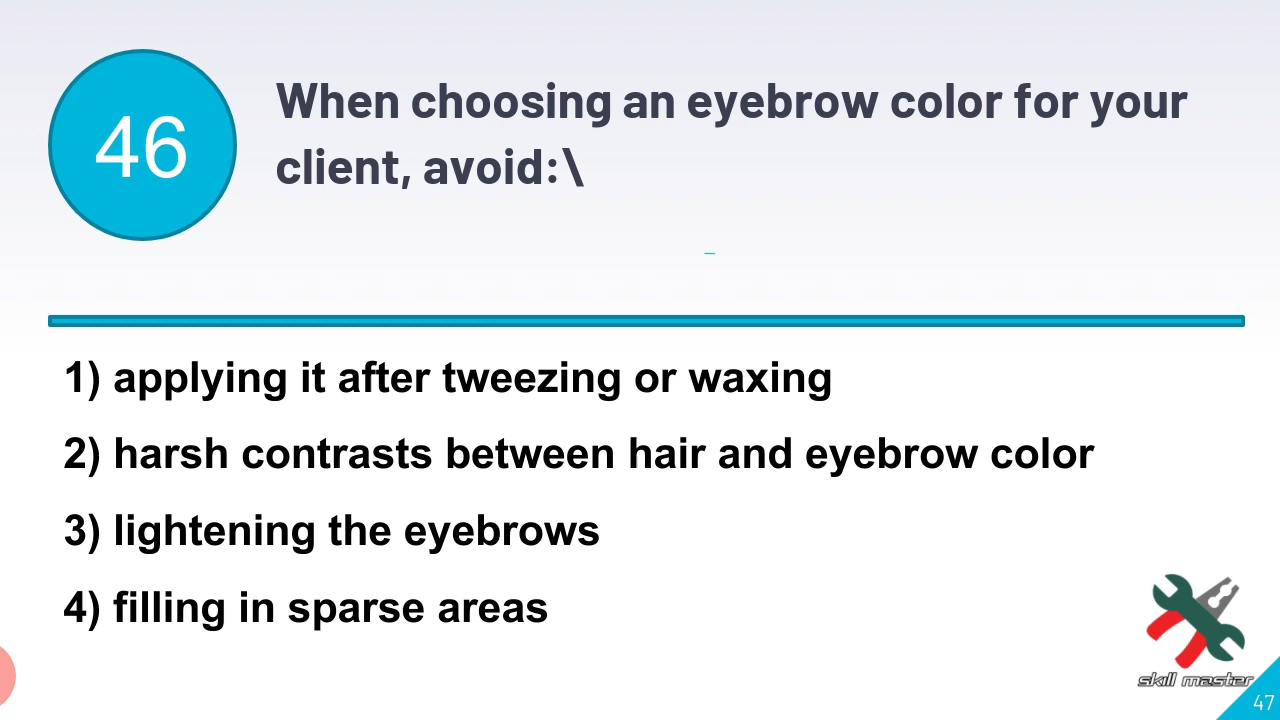 46
When choosing an eyebrow color for your
client, avoid:\
_
1) applying it after tweezing or waxing
2) harsh contrasts between hair and eyebrow color
3) lightening the eyebrows
4) filling in sparse areas
skill master
47